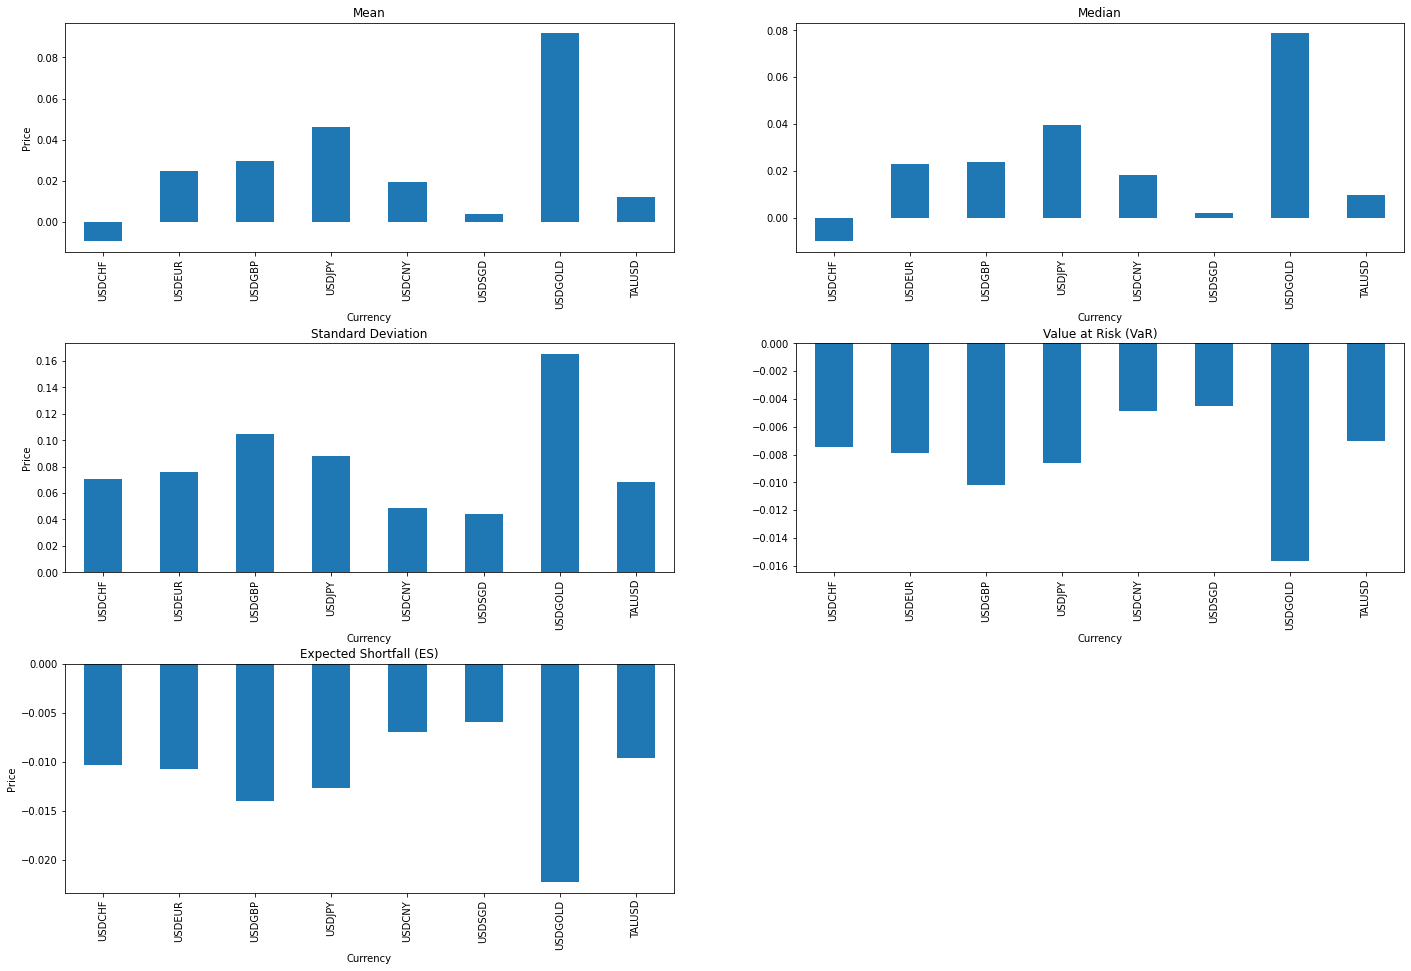 Mean
Price
0.08
0.06
0.04
0.02
0.00
USDCHF
USDEUR
USDGBP
USDJPY
USDCNY
USDSGD
USDGOLD
TALUSD
Currency
Median
0.08
0.06
0.04
0.02
0.00
USDCHF
USDEUR
USDGBP
USDJPY
USDCNY
USDSGD
USDGOLD
TALUSD
Currency
Standard Deviation
Price
0.16
0.14
0.12
0.10
0.08
0.06
0.04
0.02
0.00
USDCHF
USDEUR
USDGBP
USDJPY
USDCNY
USDSGD
USDGOLD
TALUSD
Currency
Value at Risk (VaR)
0.000
−0.002
−0.004
−0.006
−0.008
−0.010
−0.012
−0.014
−0.016
USDCHF
USDEUR
USDGBP
USDJPY
USDCNY
USDSGD
USDGOLD
TALUSD
Currency
Expected Shortfall (ES)
Price
0.000
−0.005
−0.010
−0.015
−0.020
USDCHF
USDEUR
USDGBP
USDJPY
USDCNY
USDSGD
USDGOLD
TALUSD
Currency